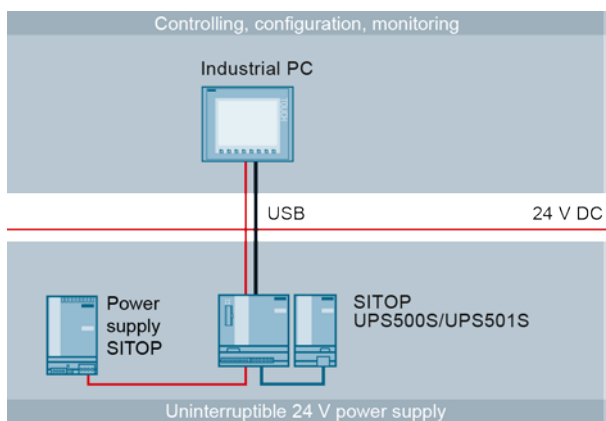 Controlling, configuration, monitoring
Industrial PC
USB
24 V DC
Power
supply
SITOP
SITOP
UPS500S/UPS501S
Uninterruptible 24 V power supply